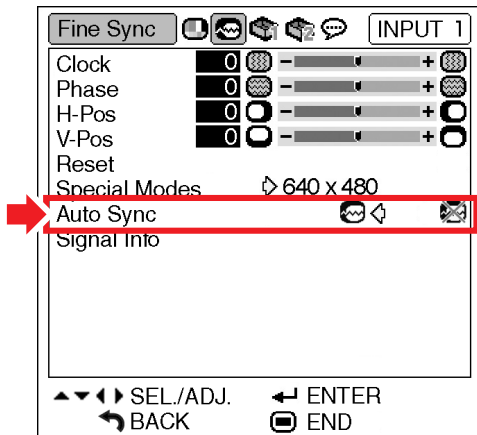 Fine Sync INPUT 1
Clock 0 - +
Phase 0 - +
H-Pos 0 - +
V-Pos 0 - +
Reset
Special Modes 640 x 480
Auto Sync
Signal Info
SEL./ADJ. ENTER
BACK END